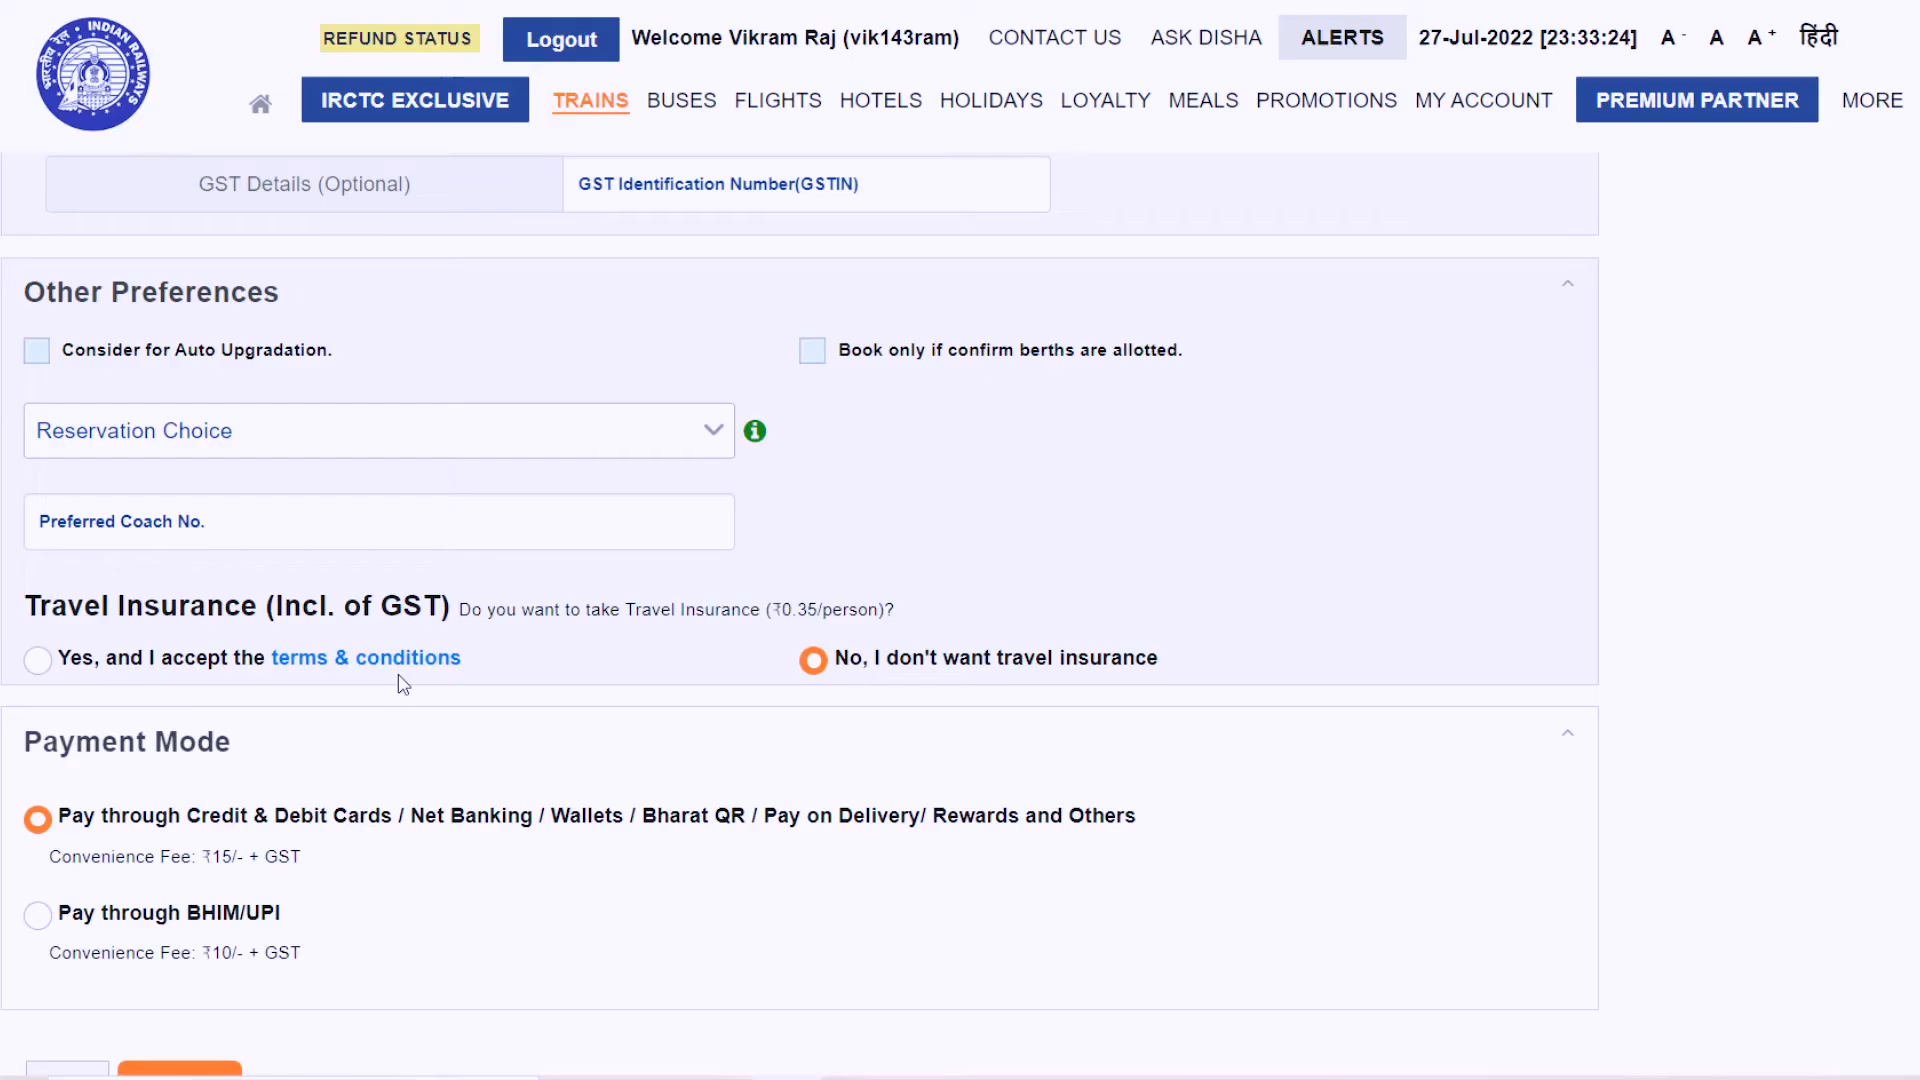 REFUND STATUS Logout Welcome Vikram Raj (vik143ram) CONTACT US ASK DISHA ALERTS 27-Jul-2022 [23:33:24] A - A A + हिंदी
भारतीय रेल INDIAN RAILWAYS
IRCTC EXCLUSIVE TRAINS BUSES FLIGHTS HOTELS HOLIDAYS LOYALTY MEALS PROMOTIONS MY ACCOUNT PREMIUM PARTNER MORE
GST Details (Optional) GST Identification Number(GSTIN)
Other Preferences
Consider for Auto Upgradation. Book only if confirm berths are allotted.
Reservation Choice
Preferred Coach No.
Travel Insurance (Incl. of GST) Do you want to take Travel Insurance (₹0.35/person)?
Yes, and I accept the terms & conditions No, I don't want travel insurance
Payment Mode
Pay through Credit & Debit Cards / Net Banking / Wallets / Bharat QR / Pay on Delivery/ Rewards and Others
Convenience Fee: ₹15/- + GST
Pay through BHIM/UPI
Convenience Fee: ₹10/- + GST